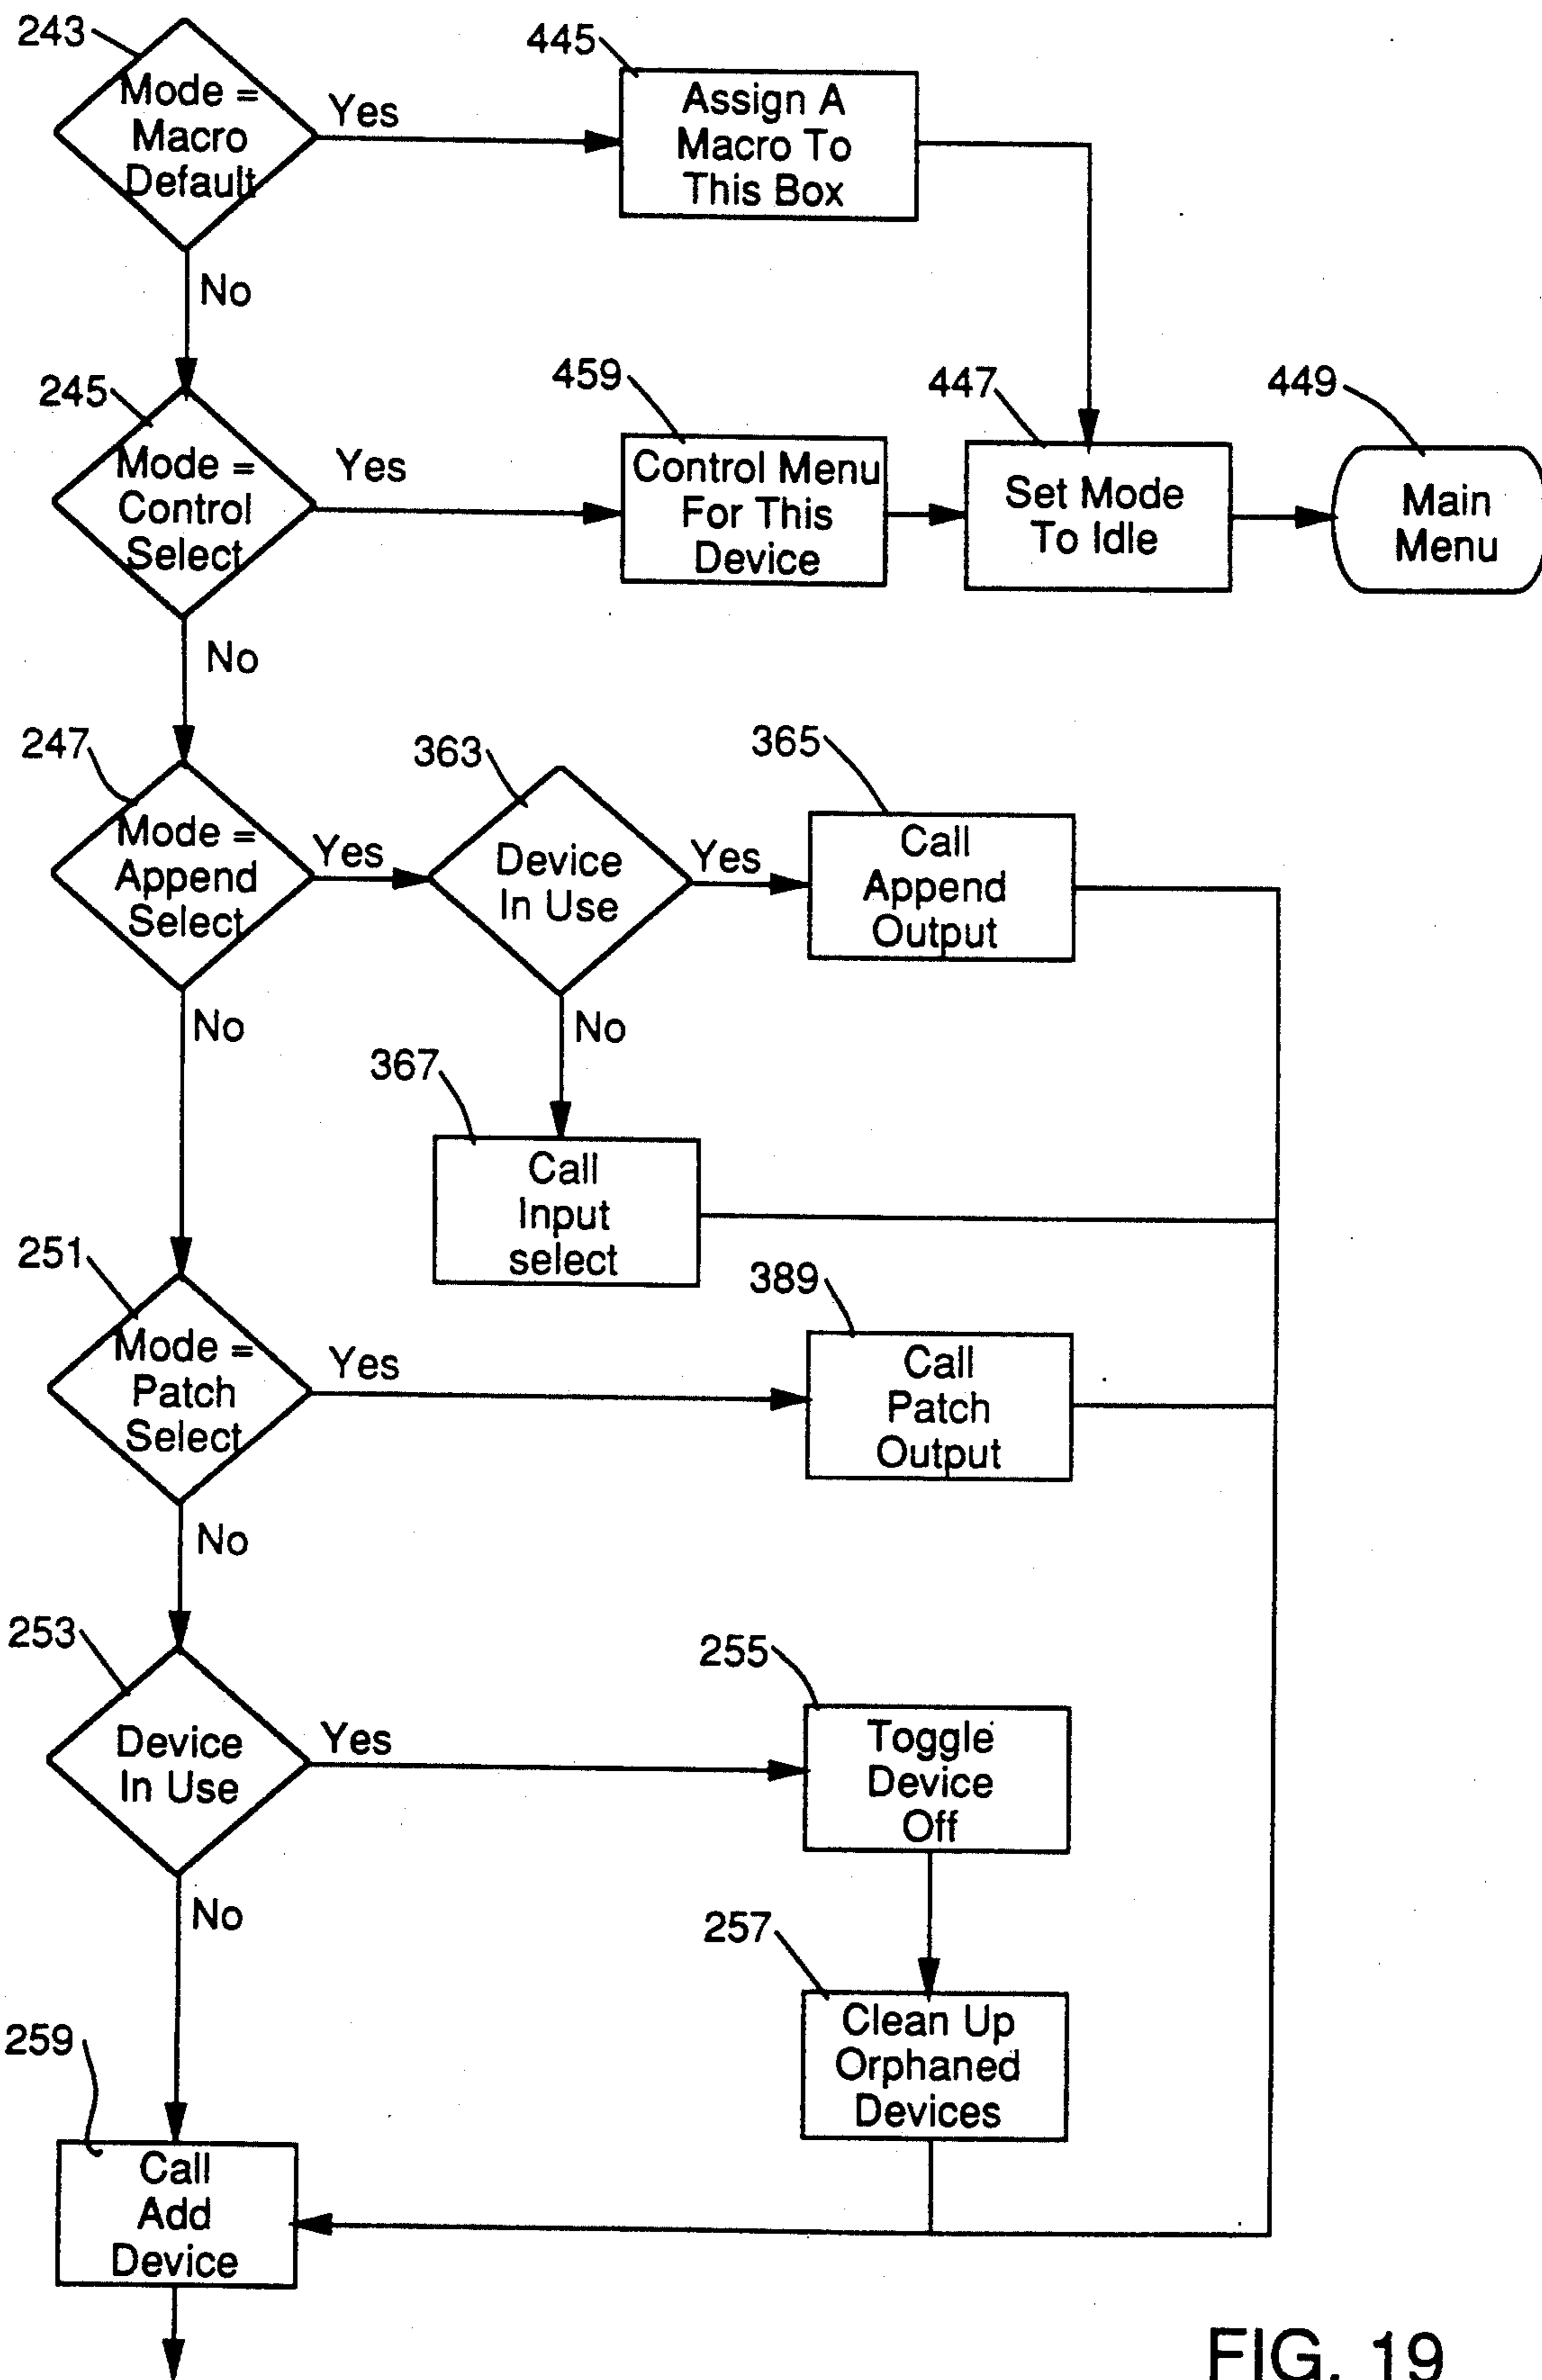 243
Mode =
Macro
Default
Yes
445
Assign A
Macro To
This Box
No
245
Mode =
Control
Select
Yes
459
Control Menu
For This
Device
447
Set Mode
To Idle
449
Main
Menu
No
247
Mode =
Append
Select
Yes
363
Device
In Use
Yes
365
Call
Append
Output
No
No
367
Call
Input
select
251
Mode =
Patch
Select
Yes
389
Call
Patch
Output
No
253
Device
In Use
Yes
255
Toggle
Device
Off
No
257
Clean Up
Orphaned
Devices
259
Call
Add
Device
FIG. 19